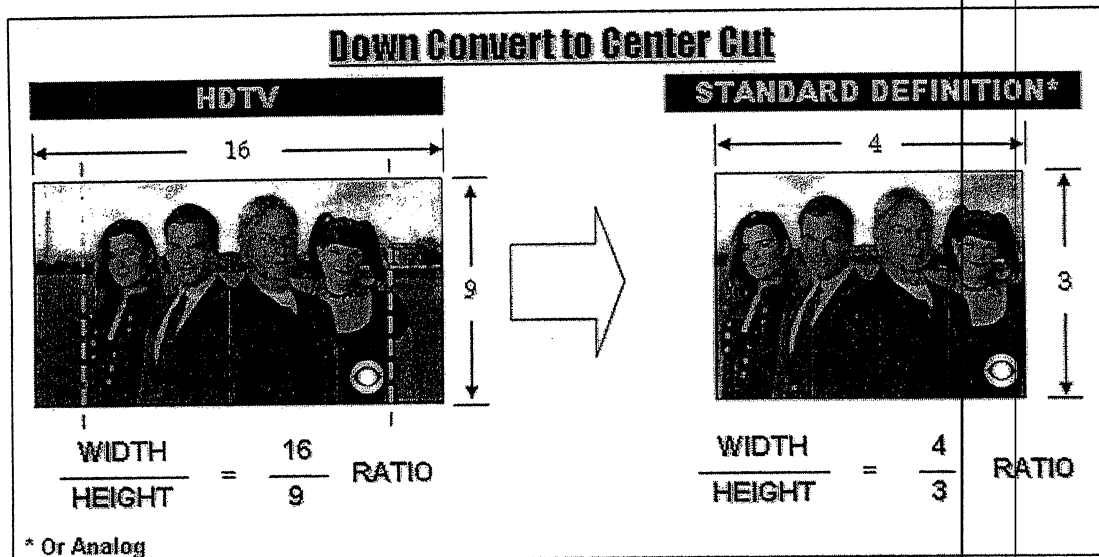 Down Convert to Center Cut
HDTV
STANDARD DEFINITION*
16
4
9
3
WIDTH
HEIGHT
=
16
9
RATIO
WIDTH
HEIGHT
=
4
3
RATIO
* Or Analog